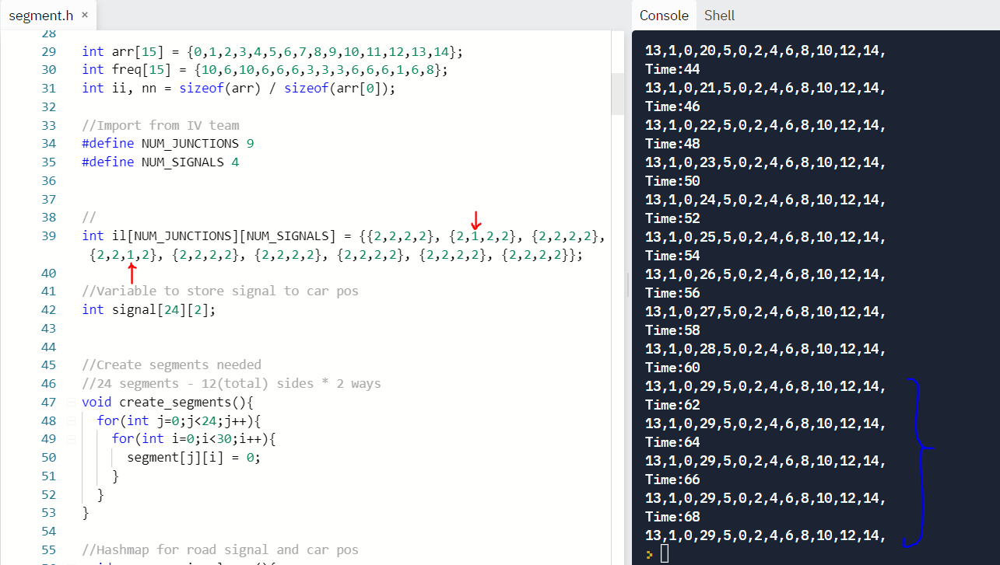 segment.h ×
28
29 int arr[15] = {0,1,2,3,4,5,6,7,8,9,10,11,12,13,14};
30 int freq[15] = {10,6,10,6,6,6,3,3,3,6,6,6,1,6,8};
31 int ii, nn = sizeof(arr) / sizeof(arr[0]);
32
33 //Import from IV team
34 #define NUM_JUNCTIONS 9
35 #define NUM_SIGNALS 4
36
37
38 //
39 int il[NUM_JUNCTIONS][NUM_SIGNALS] = {{2,2,2,2}, {2,1,2,2}, {2,2,2,2},
{2,2,1,2}, {2,2,2,2}, {2,2,2,2}, {2,2,2,2}, {2,2,2,2}, {2,2,2,2}};
40
41 //Variable to store signal to car pos
42 int signal[24][2];
43
44
45 //Create segments needed
46 //24 segments - 12(total) sides * 2 ways
47 void create_segments(){
48 for(int j=0;j<24;j++){
49 for(int i=0;i<30;i++){
50 segment[j][i] = 0;
51 }
52 }
53 }
54
55 //Hashmap for road signal and car pos
Console Shell
13,1,0,20,5,0,2,4,6,8,10,12,14,
Time:44
13,1,0,21,5,0,2,4,6,8,10,12,14,
Time:46
13,1,0,22,5,0,2,4,6,8,10,12,14,
Time:48
13,1,0,23,5,0,2,4,6,8,10,12,14,
Time:50
13,1,0,24,5,0,2,4,6,8,10,12,14,
Time:52
13,1,0,25,5,0,2,4,6,8,10,12,14,
Time:54
13,1,0,26,5,0,2,4,6,8,10,12,14,
Time:56
13,1,0,27,5,0,2,4,6,8,10,12,14,
Time:58
13,1,0,28,5,0,2,4,6,8,10,12,14,
Time:60
13,1,0,29,5,0,2,4,6,8,10,12,14,
Time:62
13,1,0,29,5,0,2,4,6,8,10,12,14,
Time:64
13,1,0,29,5,0,2,4,6,8,10,12,14,
Time:66
13,1,0,29,5,0,2,4,6,8,10,12,14,
Time:68
13,1,0,29,5,0,2,4,6,8,10,12,14,
>